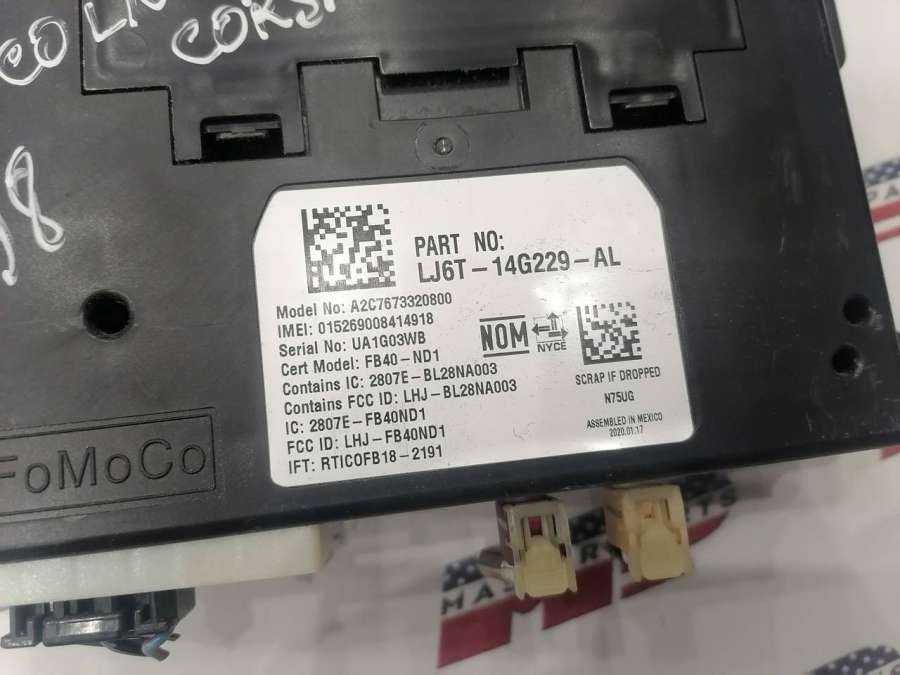 CORS
98
PART NO:
LJ6T-14G229-AL
Model No: A2C7673320800
IMEI: 015269008414918
Serial No: UA1G03WB
Cert Model: FB40-ND1
Contains IC: 2807E-BL28NA003
Contains FCC ID: LHJ-BL28NA003
IC: 2807E-FB40ND1
FCC ID: LHJ-FB40ND1
IFT: RTICOFB18-2191
NOM
NYCE
SCRAP IF DROPPED
N75UG
ASSEMBLED IN MEXICO
2020.01.17
FoMoCo